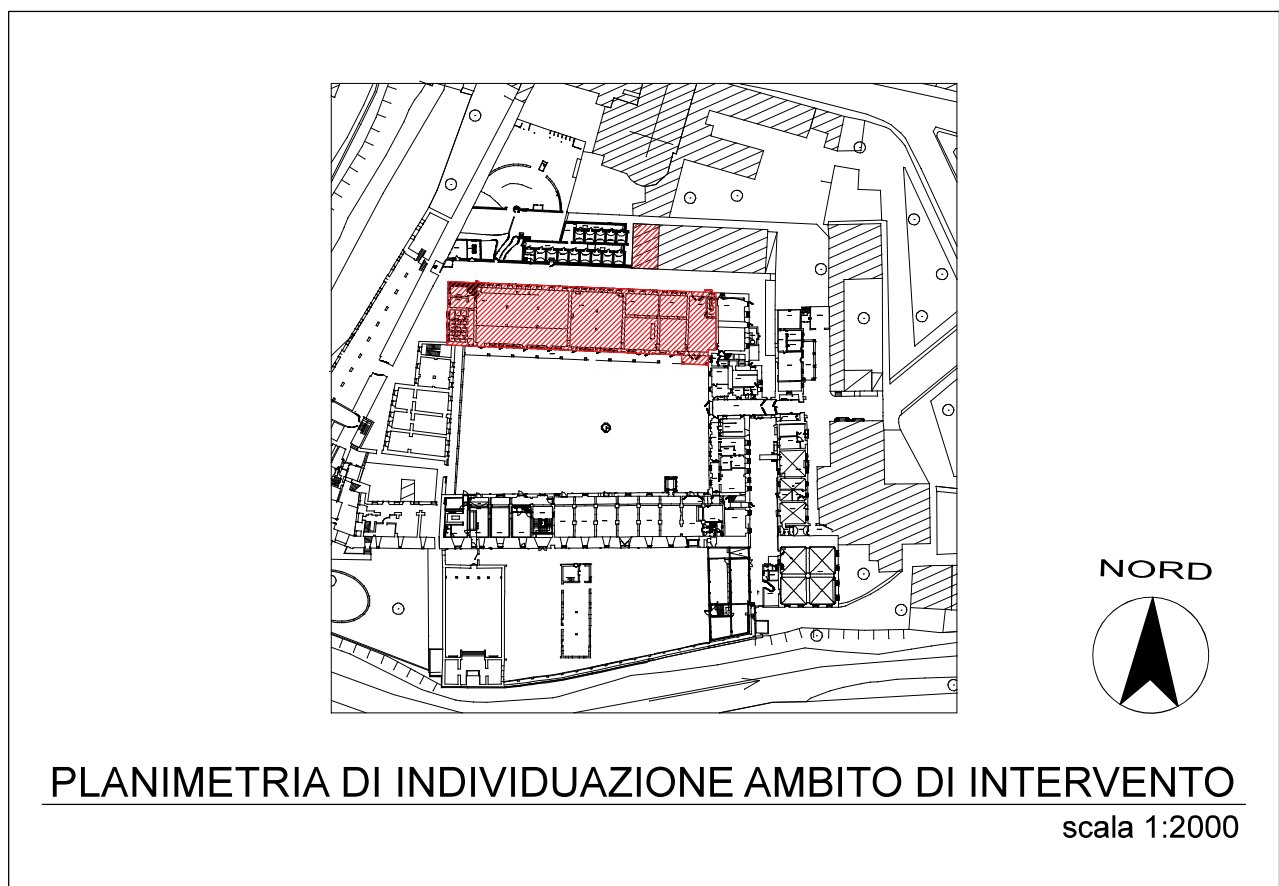 NORD
PLANIMETRIA DI INDIVIDUAZIONE AMBITO DI INTERVENTO
scala 1:2000